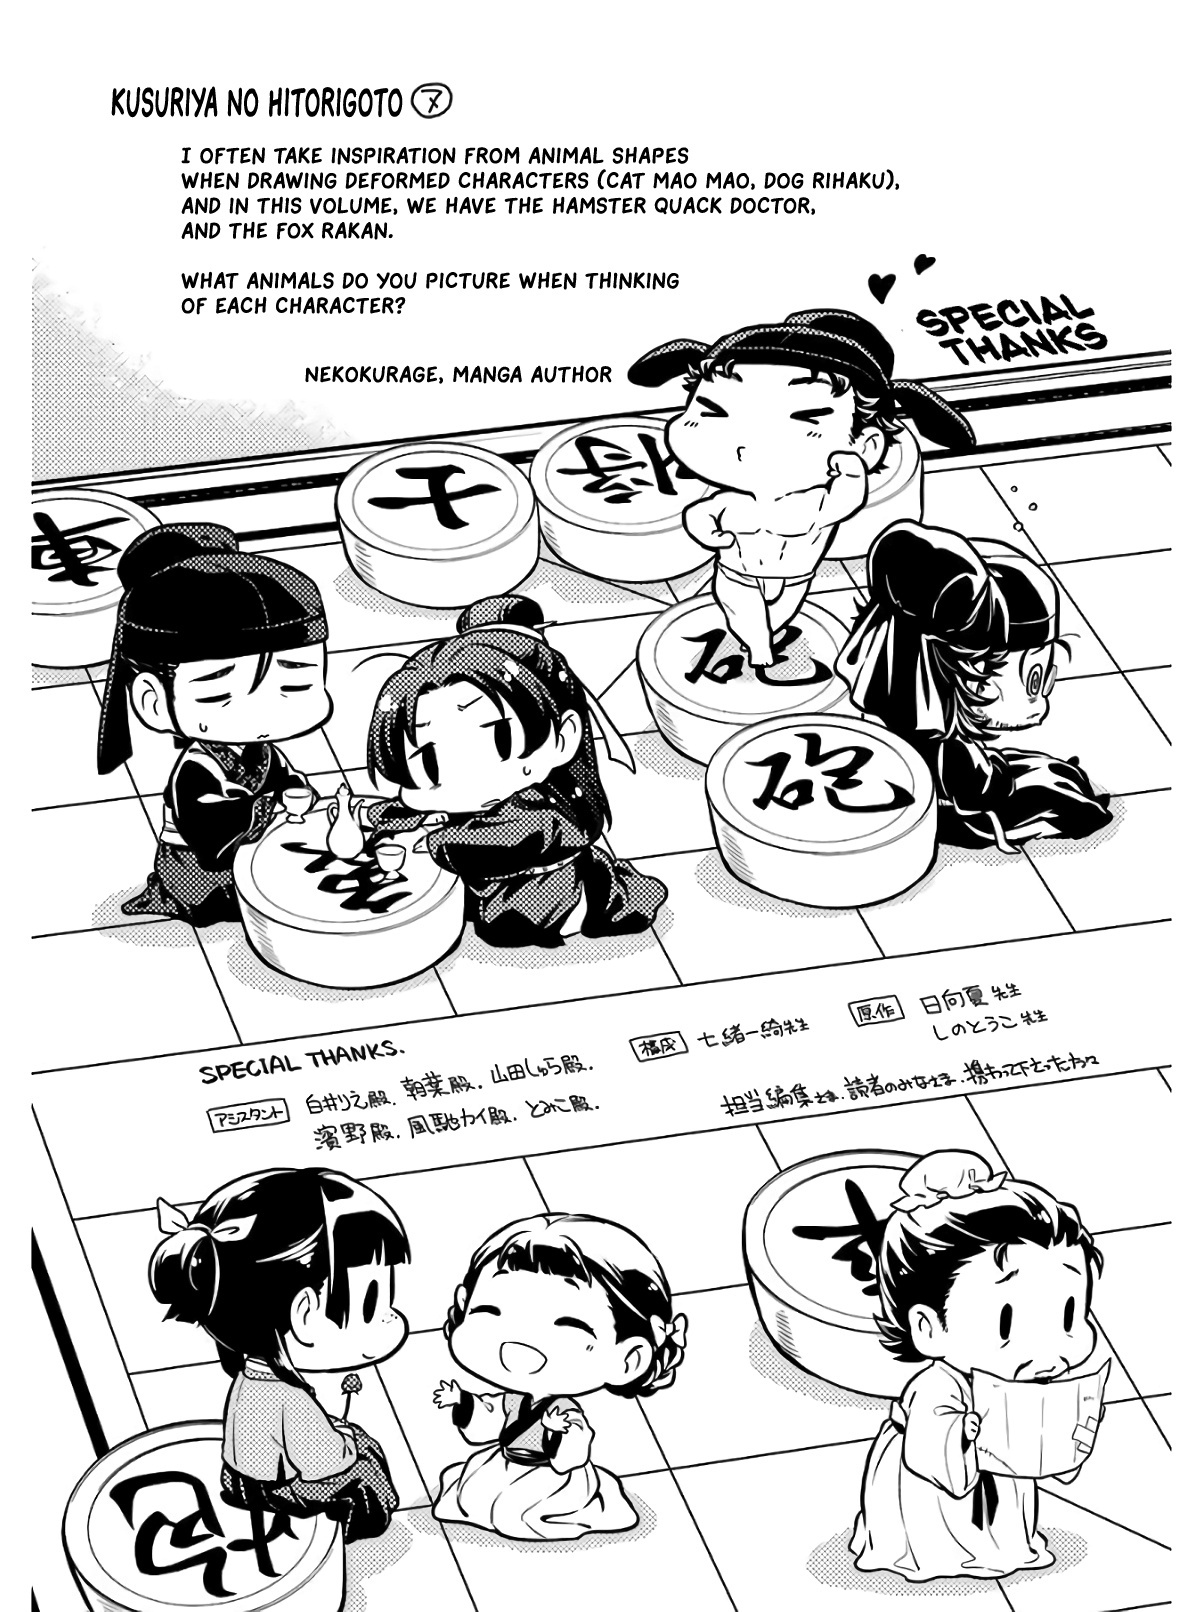 KUSURIYA NO HITORIGOTO ⑦
I OFTEN TAKE INSPIRATION FROM ANIMAL SHAPES
WHEN DRAWING DEFORMED CHARACTERS (CAT MAO MAO, DOG RIHAKU),
AND IN THIS VOLUME, WE HAVE THE HAMSTER QUACK DOCTOR,
AND THE FOX RAKAN.
WHAT ANIMALS DO YOU PICTURE WHEN THINKING
OF EACH CHARACTER?
NEKOKURAGE, MANGA AUTHOR
SPECIAL
THANKS
車
士
砲
砲
原作 日向夏 先生
しのとうこ 先生
構成 七緒一綺先生
SPECIAL THANKS.
アシスタント 白井りえ殿. 朝葉殿. 山田しゅら殿.
濱野殿. 風馳カイ殿. とみこ殿.
担当編集さま. 読者のみなさま. 携わって下さった方々